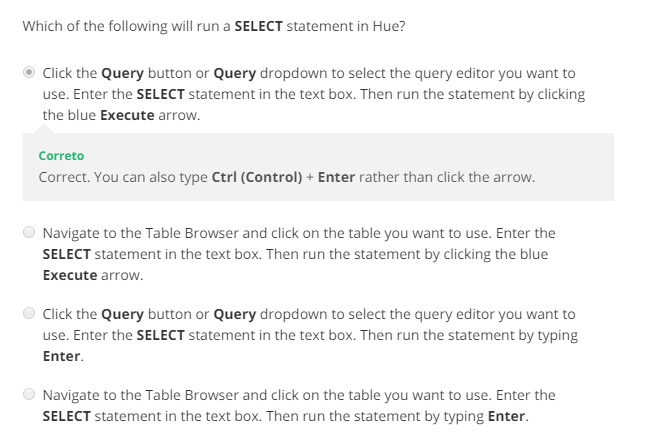 Which of the following will run a SELECT statement in Hue?
Click the Query button or Query dropdown to select the query editor you want to
use. Enter the SELECT statement in the text box. Then run the statement by clicking
the blue Execute arrow.
Correto
Correct. You can also type Ctrl (Control) + Enter rather than click the arrow.
Navigate to the Table Browser and click on the table you want to use. Enter the
SELECT statement in the text box. Then run the statement by clicking the blue
Execute arrow.
Click the Query button or Query dropdown to select the query editor you want to
use. Enter the SELECT statement in the text box. Then run the statement by typing
Enter.
Navigate to the Table Browser and click on the table you want to use. Enter the
SELECT statement in the text box. Then run the statement by typing Enter.